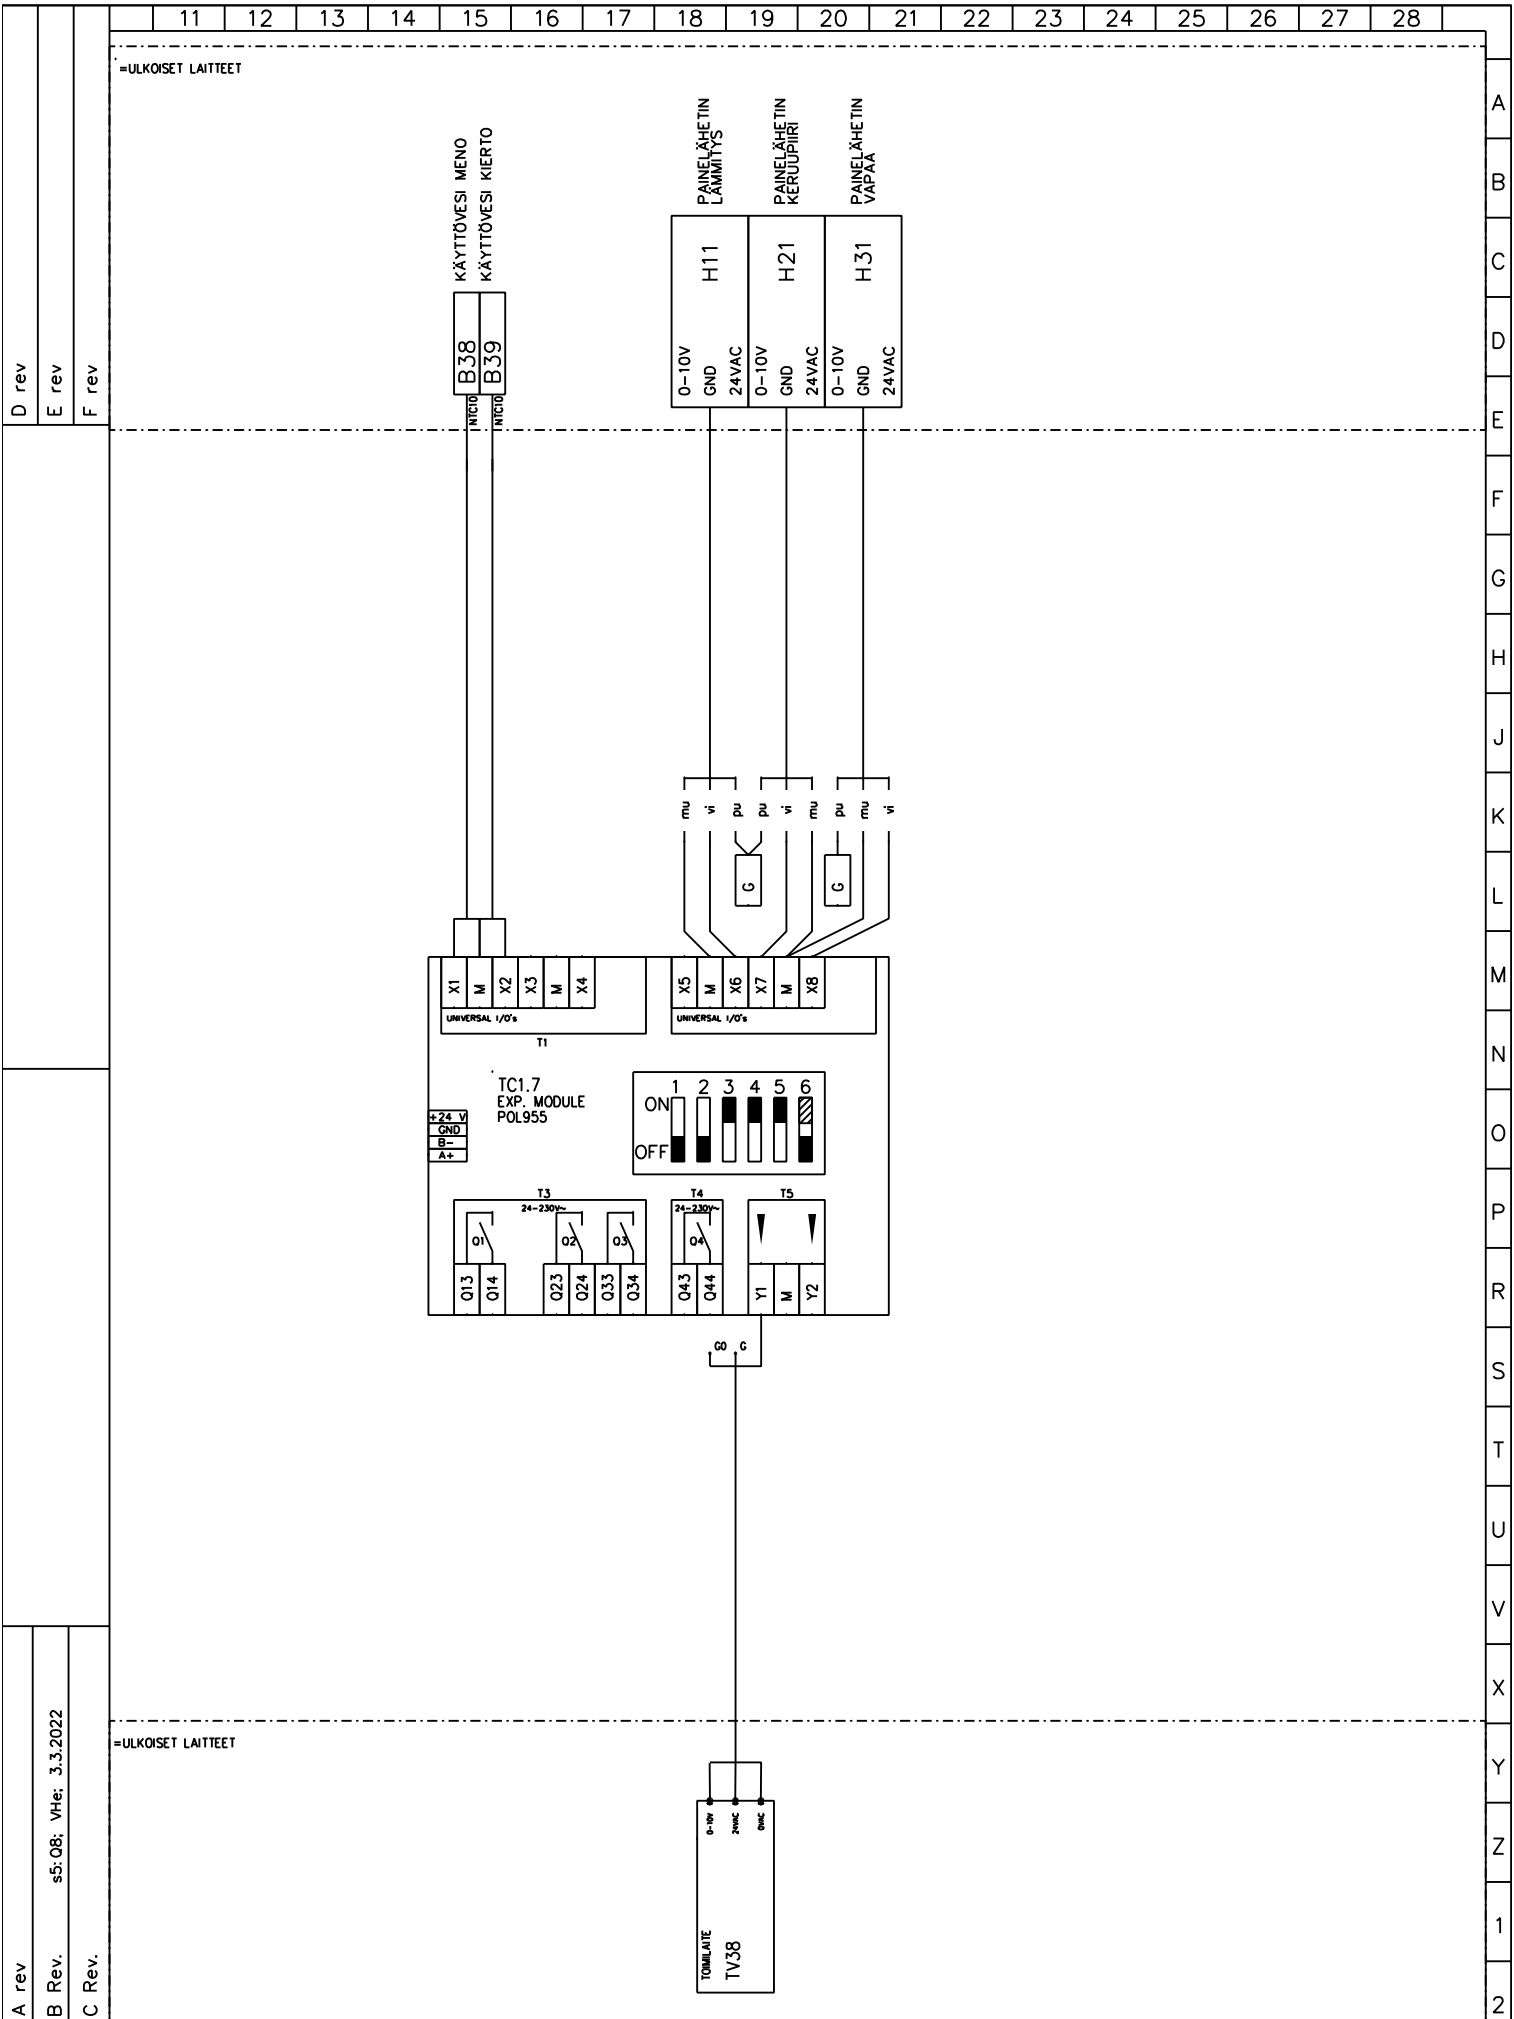 11 12 13 14 15 16 17 18 19 20 21 22 23 24 25 26 27 28
=ULKOISET LAITTEET
A
B
C
D
E
F
G
H
J
K
L
M
N
O
P
R
S
T
U
V
X
Y
Z
1
2
D rev
E rev
F rev
KÄYTTÖVESI MENO
KÄYTTÖVESI KIERTO
B38
B39
NTC10
NTC10
PAINELÄHETIN
LÄMMITYS
PAINELÄHETIN
KERUUPIIRI
PAINELÄHETIN
VAPAA
H11
H21
H31
0-10V
GND
24VAC
0-10V
GND
24VAC
0-10V
GND
24VAC
mu vi pu pu vi mu pu mu vi
G G
X1 M X2 X3 M X4
UNIVERSAL I/O's
T1
X5 M X6 X7 M X8
UNIVERSAL I/O's
TC1.7
EXP. MODULE
POL955
+24 V
GND
B-
A+
1 2 3 4 5 6
ON
OFF
T3
24-230V~
T4
24-230V~
T5
Q1 Q2 Q3 Q4
Q13 Q14 Q23 Q24 Q33 Q34 Q43 Q44 Y1 M Y2
G0 G
=ULKOISET LAITTEET
0-10V
24VAC
0VAC
TOIMILAITE
TV38
A rev
B Rev. s5:Q8; VHe; 3.3.2022
C Rev.